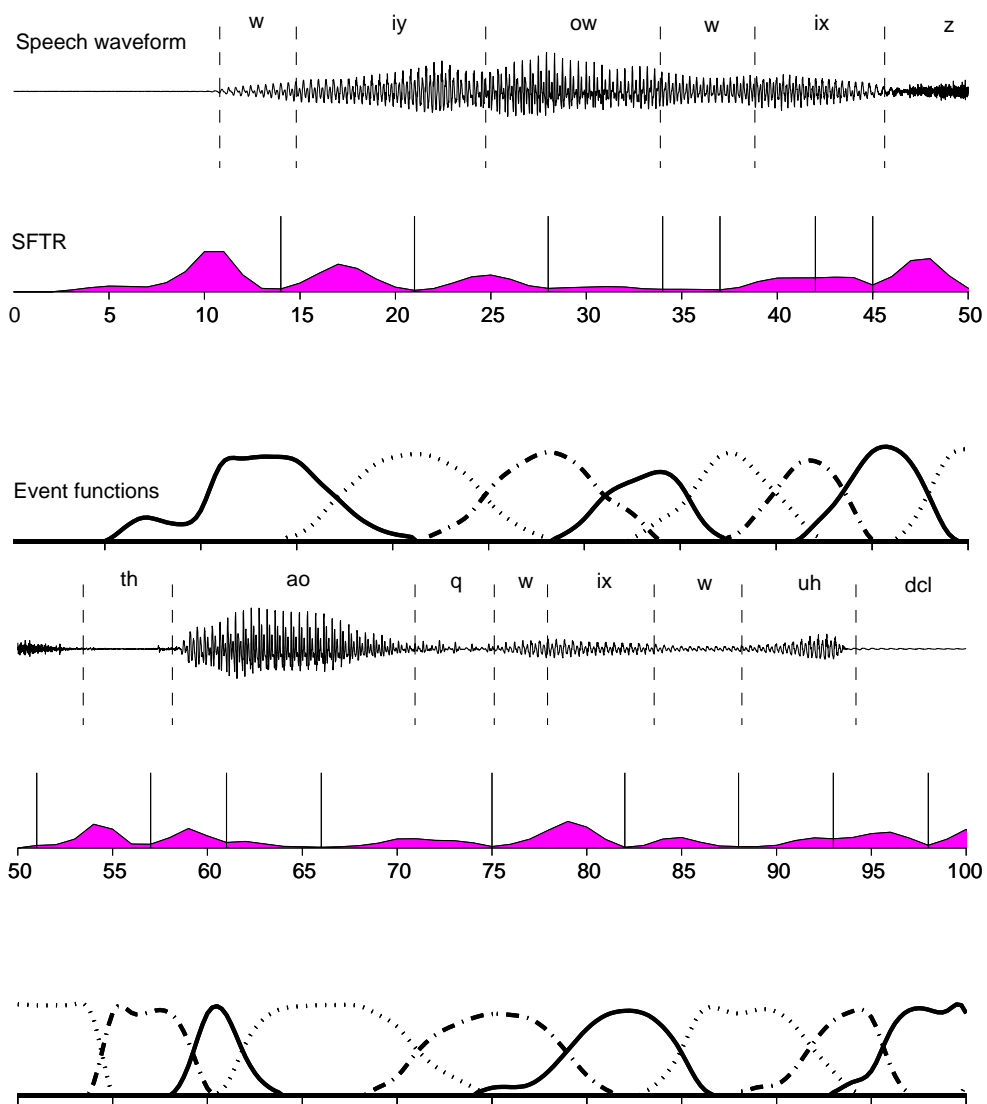 w iy ow w ix z
Speech waveform
SFTR
0 5 10 15 20 25 30 35 40 45 50
Event functions
th ao q w ix w uh dcl
50 55 60 65 70 75 80 85 90 95 100